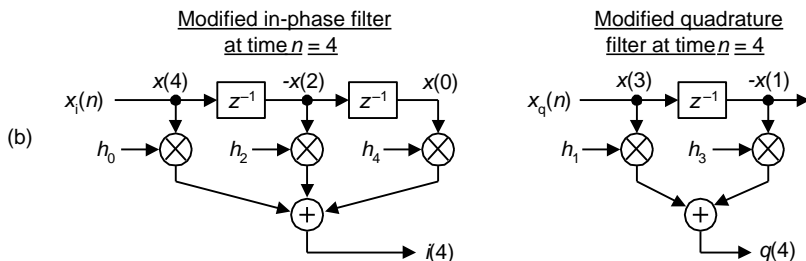 Modified in-phase filter
at time n = 4
Modified quadrature
filter at time n = 4
x(4)
-x(2)
x(0)
x(3)
-x(1)
xᵢ(n)
z⁻¹
z⁻¹
x_q(n)
z⁻¹
(b)
h₀
h₂
h₄
h₁
h₃
+
+
i(4)
q(4)